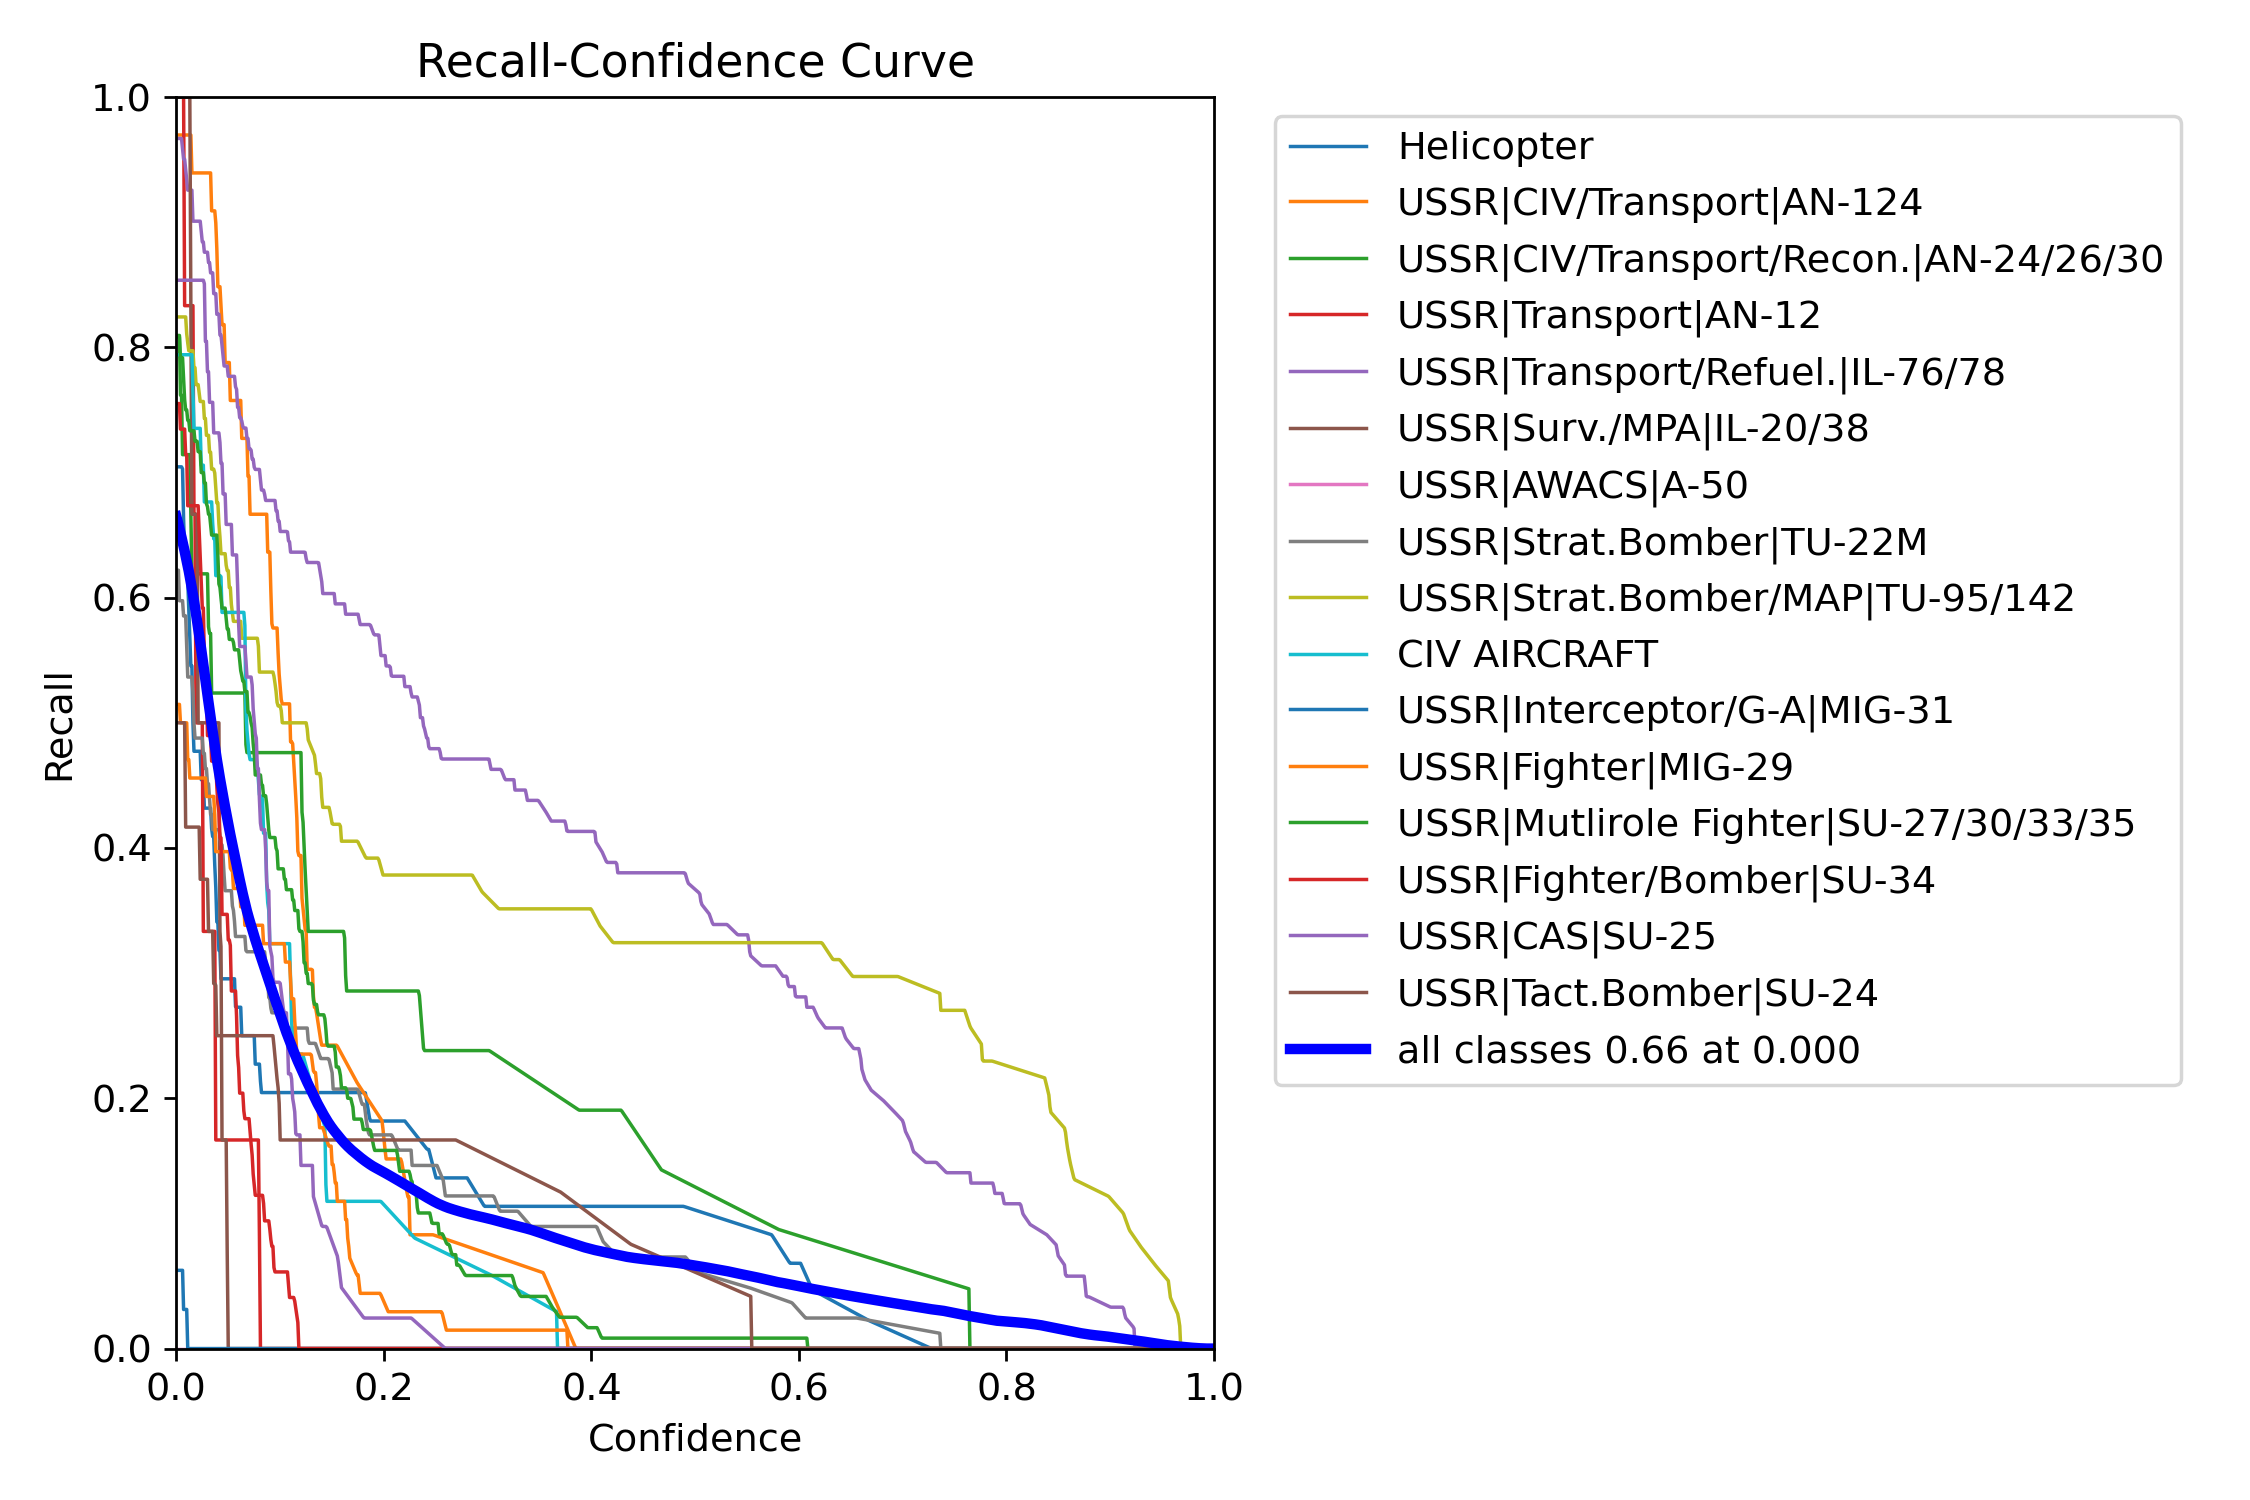 Recall-Confidence Curve
1.0
0.8
0.6
0.4
0.2
0.0
Recall
0.0 0.2 0.4 0.6 0.8 1.0
Confidence
Helicopter
USSR|CIV/Transport|AN-124
USSR|CIV/Transport/Recon.|AN-24/26/30
USSR|Transport|AN-12
USSR|Transport/Refuel.|IL-76/78
USSR|Surv./MPA|IL-20/38
USSR|AWACS|A-50
USSR|Strat.Bomber|TU-22M
USSR|Strat.Bomber/MAP|TU-95/142
CIV AIRCRAFT
USSR|Interceptor/G-A|MIG-31
USSR|Fighter|MIG-29
USSR|Mutlirole Fighter|SU-27/30/33/35
USSR|Fighter/Bomber|SU-34
USSR|CAS|SU-25
USSR|Tact.Bomber|SU-24
all classes 0.66 at 0.000